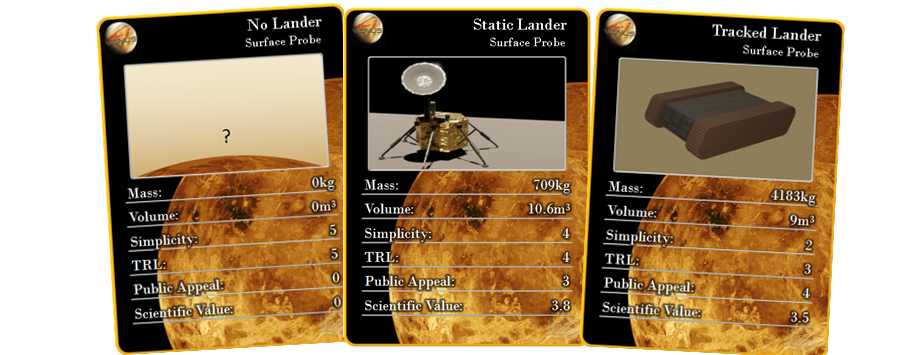 No Lander
Surface Probe
?
Mass: 0kg
Volume: 0m³
Simplicity: 5
TRL: 5
Public Appeal: 0
Scientific Value: 0
Static Lander
Surface Probe
Mass: 709kg
Volume: 10.6m³
Simplicity: 4
TRL: 4
Public Appeal: 3
Scientific Value: 3.8
Tracked Lander
Surface Probe
Mass: 4183kg
Volume: 9m³
Simplicity: 2
TRL: 3
Public Appeal: 4
Scientific Value: 3.5